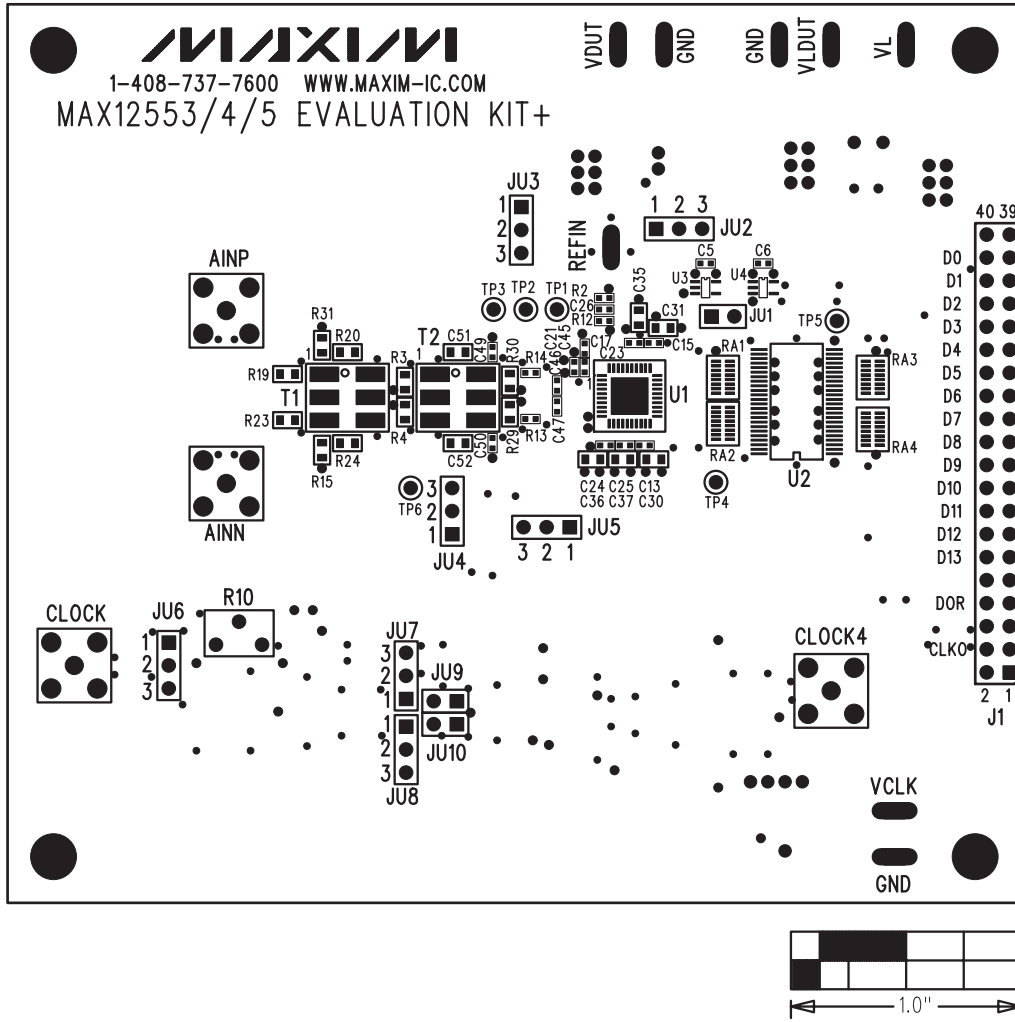 MAXIM
1-408-737-7600 WWW.MAXIM-IC.COM
MAX12553/4/5 EVALUATION KIT+
VDUT
GND
GND
VLDUT
VL
JU3
1
2
3
REFIN
1 2 3
JU2
40 39
AINP
TP3 TP2 TP1
R2
C26
R12
C35
C31
C5
U3
C6
U4
JU1
TP5
D0
D1
D2
D3
D4
D5
D6
D7
D8
D9
D10
D11
D12
D13
DOR
CLKO
2 1
J1
R31
R20
R19
1
T1
R23
R24
R15
R3
R4
T2
1
C51
C49
R30
R14
C52
C50
R29
R13
C46
C21
C45
C47
C17
C23
C15
1
U1
RA1
RA2
U2
RA3
RA4
C24 C25 C13
C36 C37 C30
TP4
AINN
TP6
3
2
1
JU4
JU5
3 2 1
CLOCK
JU6
1
2
3
R10
JU7
3
2
1
JU9
1
2
3
JU10
JU8
CLOCK4
VCLK
GND
1.0"